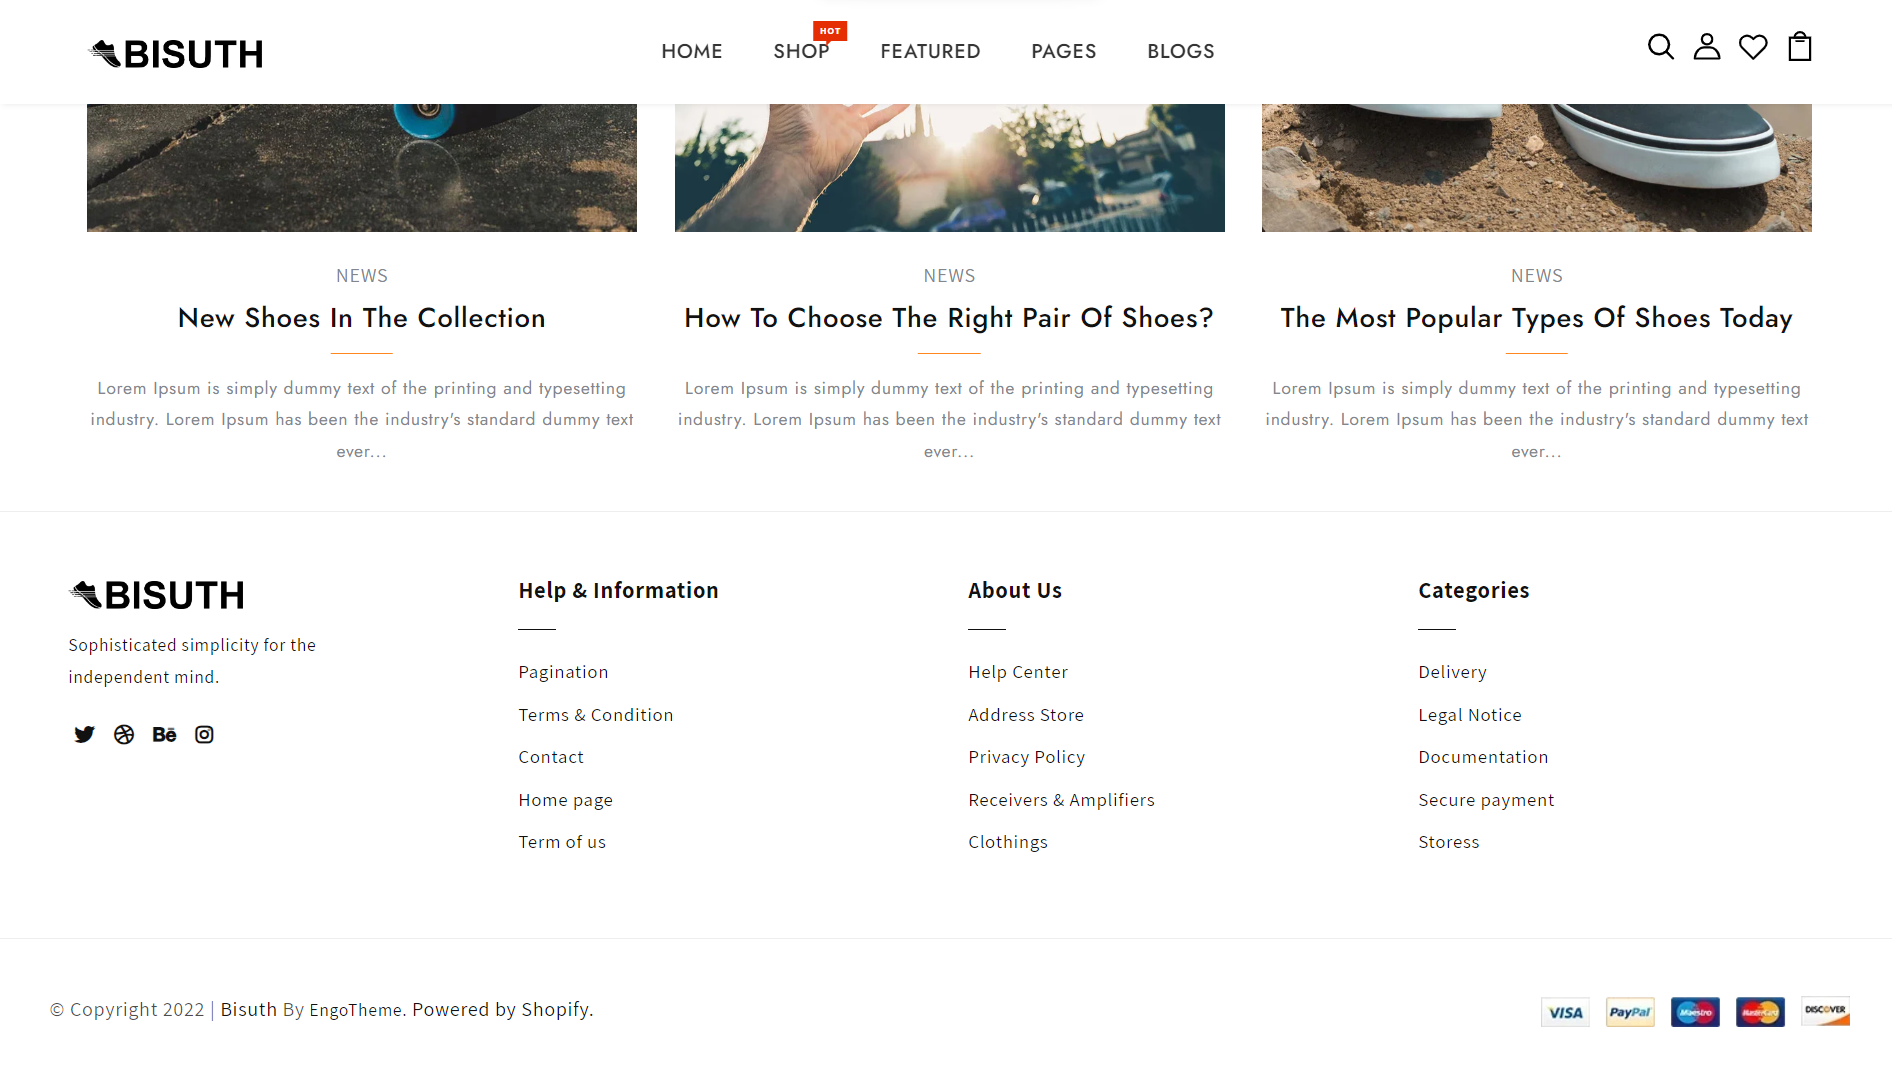 BISUTH
HOME
SHOP
HOT
FEATURED
PAGES
BLOGS
NEWS
New Shoes In The Collection
Lorem Ipsum is simply dummy text of the printing and typesetting
industry. Lorem Ipsum has been the industry's standard dummy text
ever...
NEWS
How To Choose The Right Pair Of Shoes?
Lorem Ipsum is simply dummy text of the printing and typesetting
industry. Lorem Ipsum has been the industry's standard dummy text
ever...
NEWS
The Most Popular Types Of Shoes Today
Lorem Ipsum is simply dummy text of the printing and typesetting
industry. Lorem Ipsum has been the industry's standard dummy text
ever...
BISUTH
Sophisticated simplicity for the
independent mind.
Bē
Help & Information
Pagination
Terms & Condition
Contact
Home page
Term of us
About Us
Help Center
Address Store
Privacy Policy
Receivers & Amplifiers
Clothings
Categories
Delivery
Legal Notice
Documentation
Secure payment
Storess
© Copyright 2022 | Bisuth By EngoTheme. Powered by Shopify.
VISA
PayPal
Maestro
MasterCard
DISCOVER